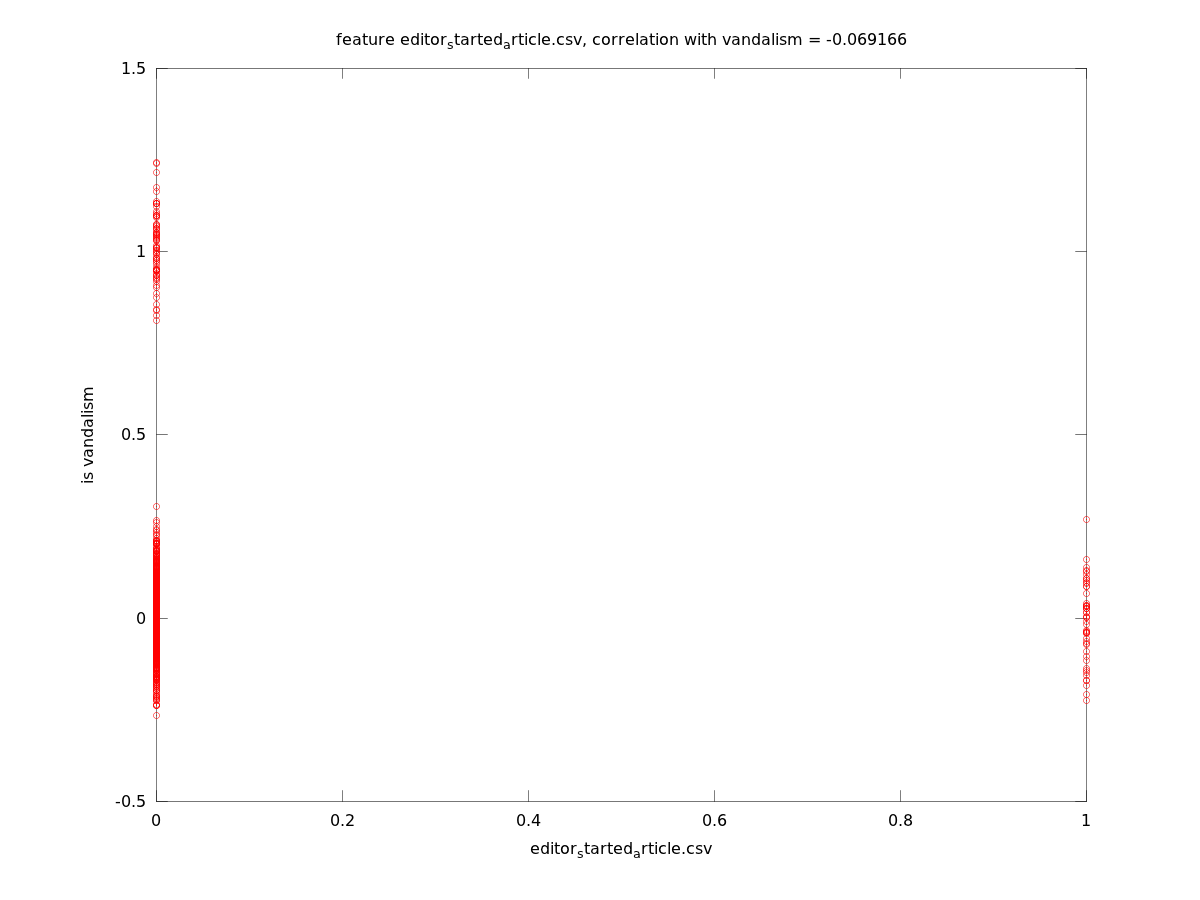 feature editor_started_article.csv, correlation with vandalism = -0.069166
1.5
1
0.5
0
-0.5
is vandalism
0 0.2 0.4 0.6 0.8 1
editor_started_article.csv